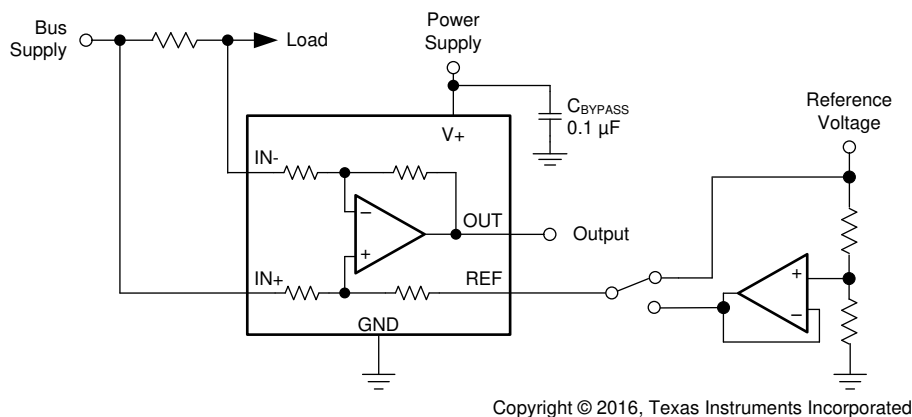 Bus
Supply
Load
Power
Supply
C_BYPASS
0.1 µF
Reference
Voltage
V+
IN-
−
OUT
Output
+
IN+
REF
GND
+
−
Copyright © 2016, Texas Instruments Incorporated